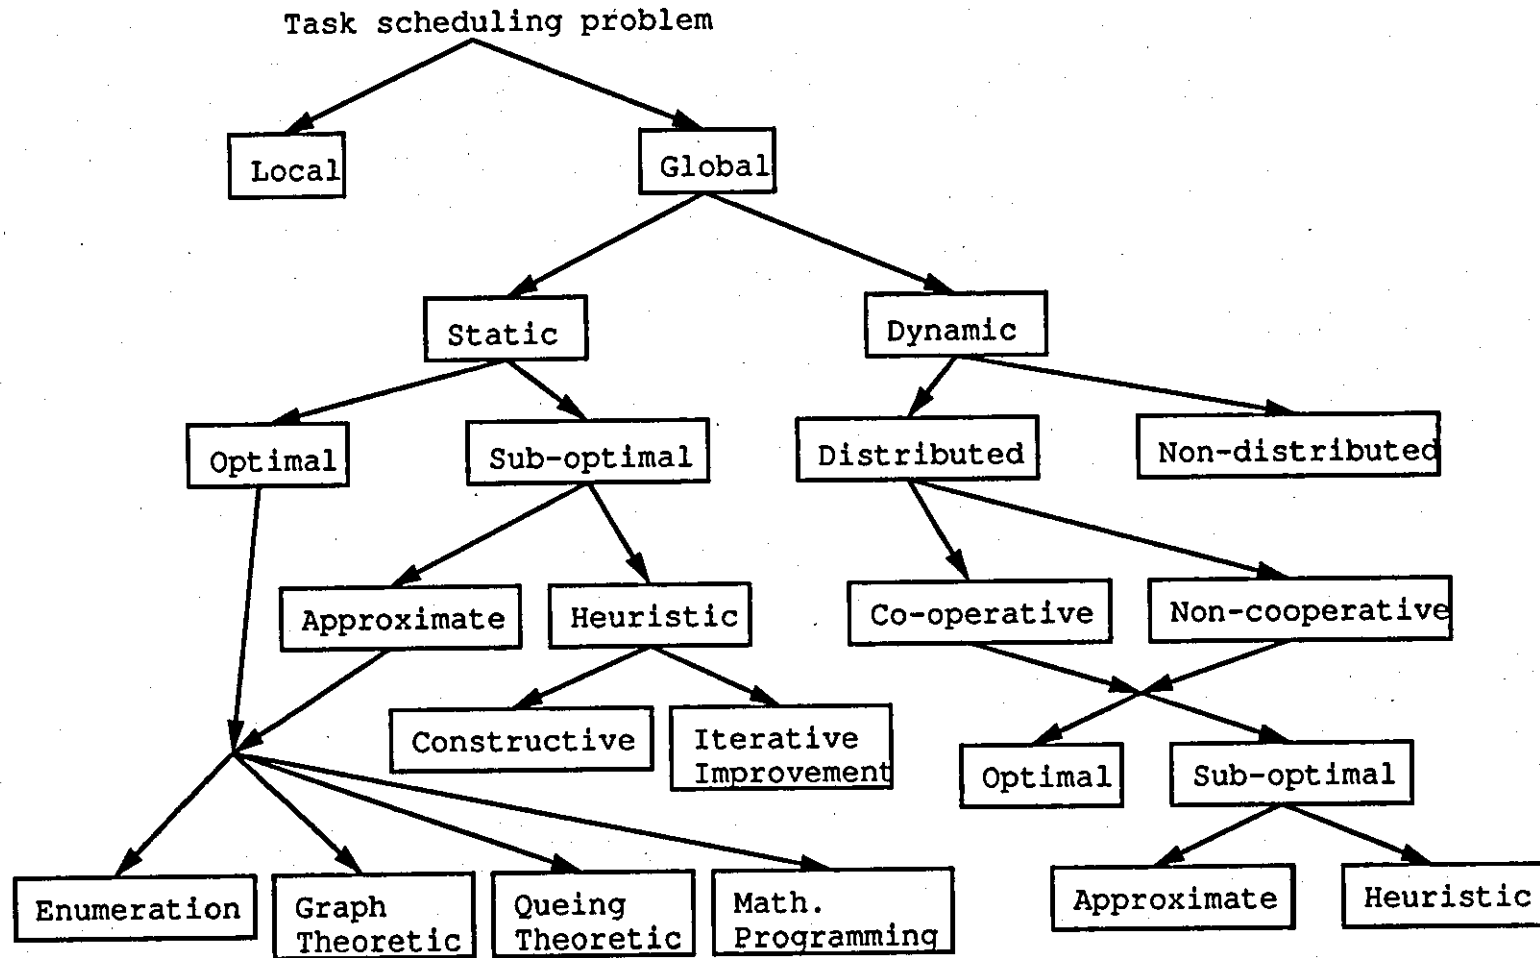 Task scheduling problem
Local
Global
Static
Dynamic
Optimal
Sub-optimal
Distributed
Non-distributed
Approximate
Heuristic
Co-operative
Non-cooperative
Constructive
Iterative
Improvement
Optimal
Sub-optimal
Enumeration
Graph
Theoretic
Queing
Theoretic
Math.
Programming
Approximate
Heuristic